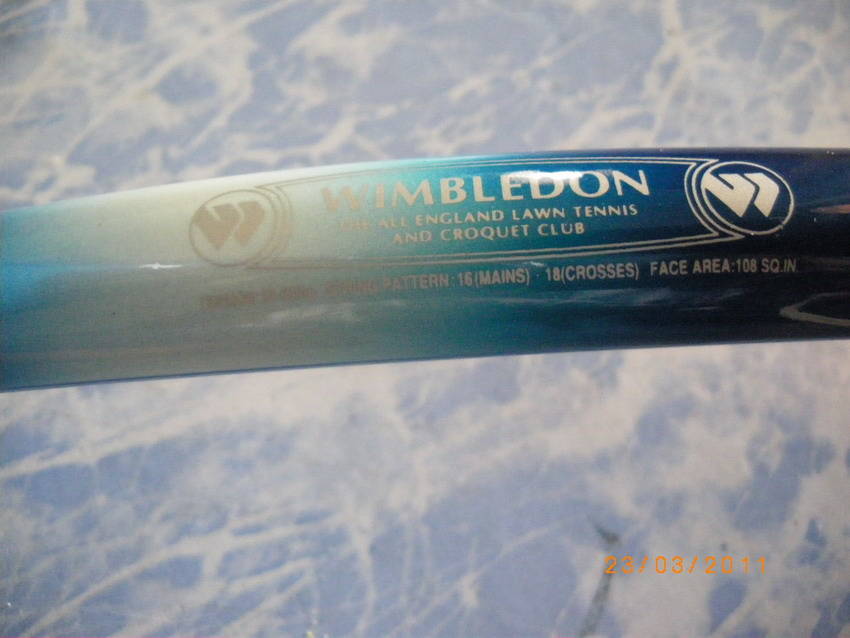 WIMBLEDON
THE ALL ENGLAND LAWN TENNIS
AND CROQUET CLUB
STRING PATTERN: 16(MAINS) · 18(CROSSES) FACE AREA:108 SQ.IN
23/03/2011